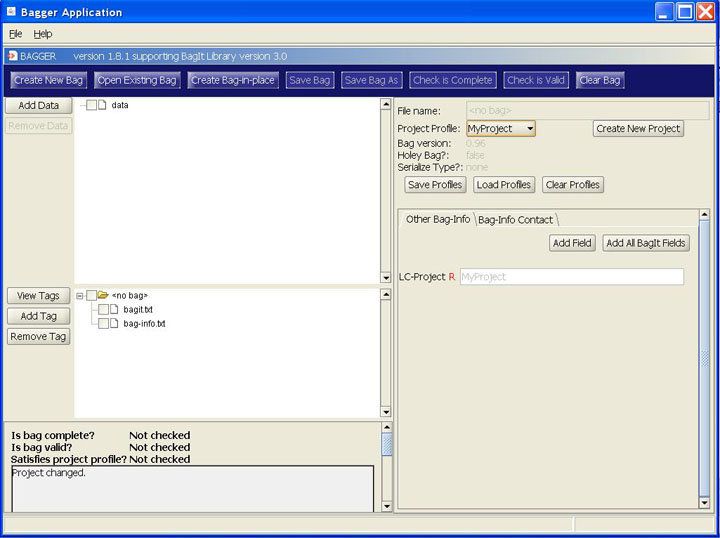 Bagger Application
File Help
BAGGER version 1.8.1 supporting BagIt Library version 3.0
Create New Bag Open Existing Bag Create Bag-in-place Save Bag Save Bag As Check is Complete Check is Valid Clear Bag
Add Data
Remove Data
data
View Tags
Add Tag
Remove Tag
<no bag>
bagit.txt
bag-info.txt
Is bag complete? Not checked
Is bag valid? Not checked
Satisfies project profile? Not checked
Project changed.
File name: <no bag>
Project Profile: MyProject Create New Project
Bag version: 0.96
Holey Bag?: false
Serialize Type?: none
Save Profiles Load Profiles Clear Profiles
Other Bag-Info Bag-Info Contact
Add Field Add All BagIt Fields
LC-Project R MyProject